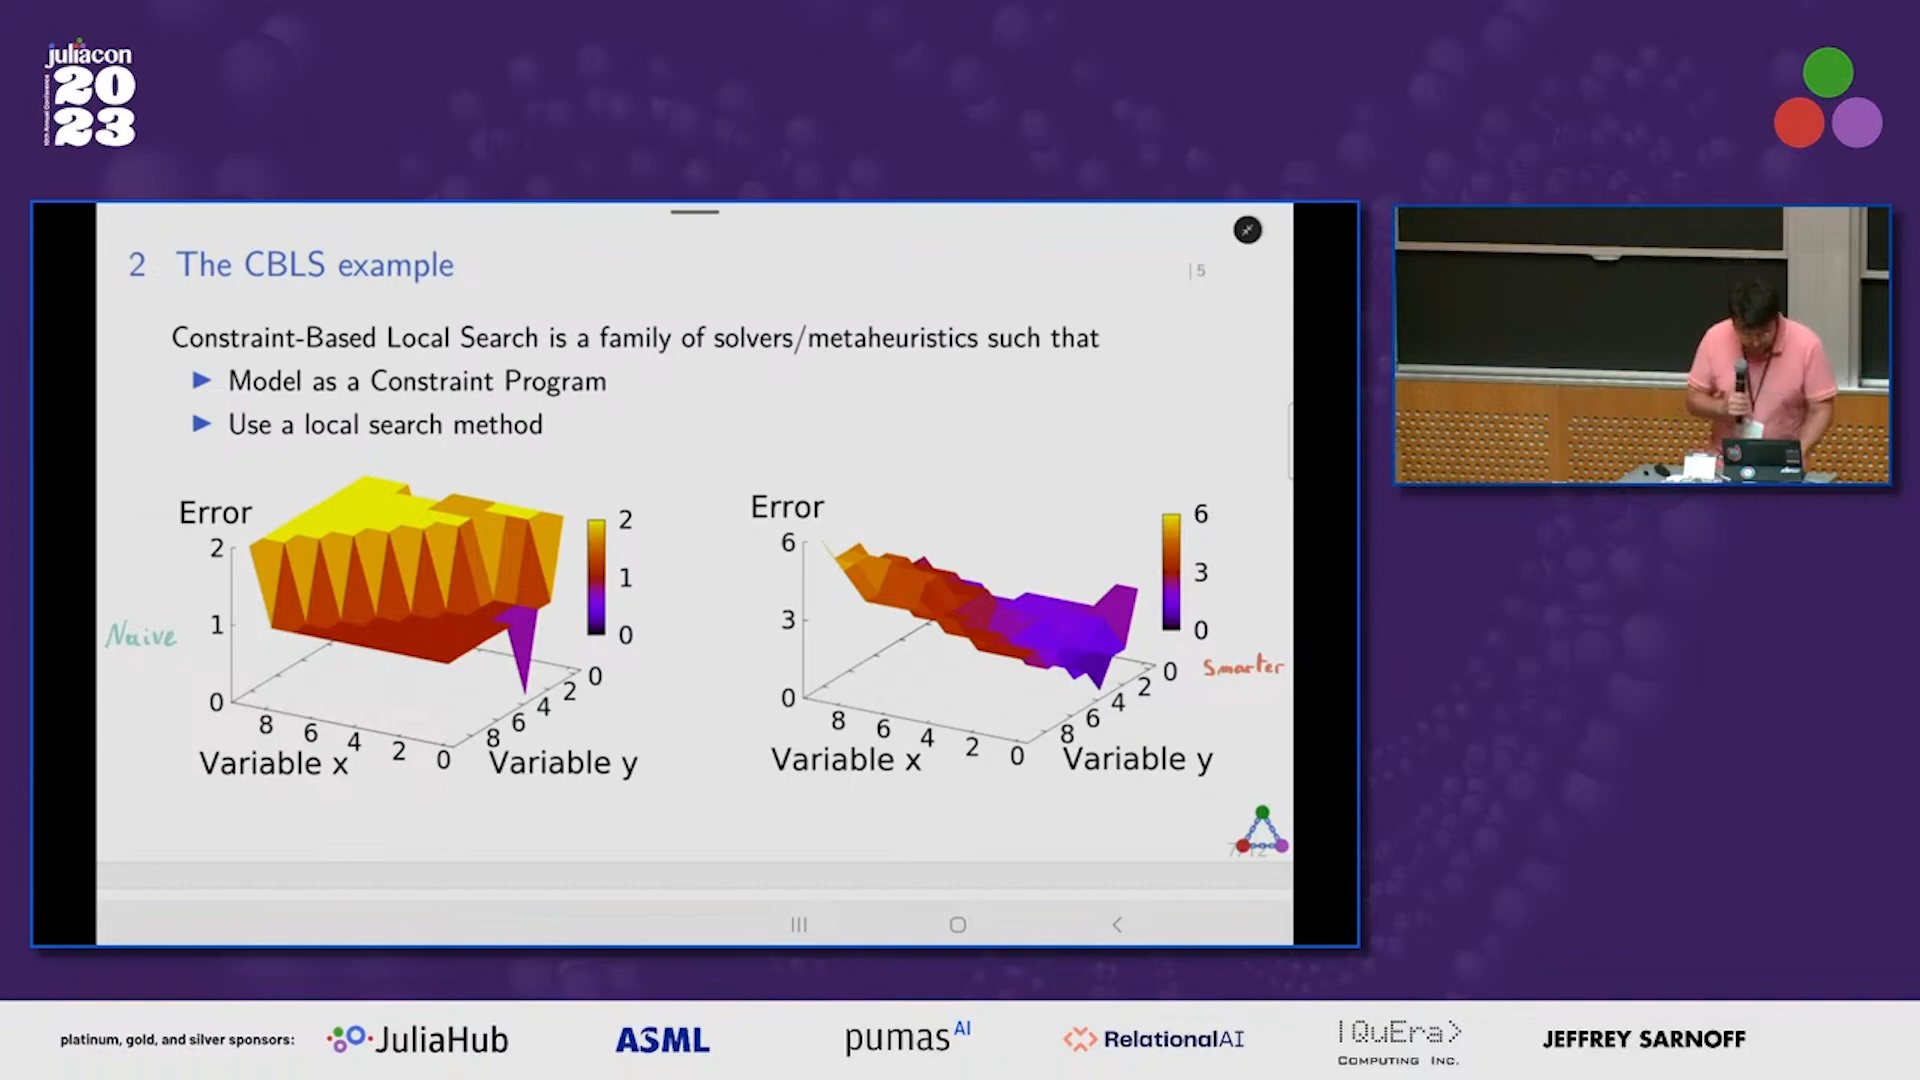 juliacon
20
23
2 The CBLS example
| 5
Constraint-Based Local Search is a family of solvers/metaheuristics such that
▶ Model as a Constraint Program
▶ Use a local search method
Error
2
1
0
8
6
4
2
0
Variable x
8
6
4
2
0
Variable y
2
1
0
Naive
Error
6
3
0
8
6
4
2
0
Variable x
8
6
4
2
0
Variable y
6
3
0
Smarter
platinum, gold, and silver sponsors:
JuliaHub
ASML
pumas AI
RelationalAI
|QuEra>
COMPUTING INC.
JEFFREY SARNOFF